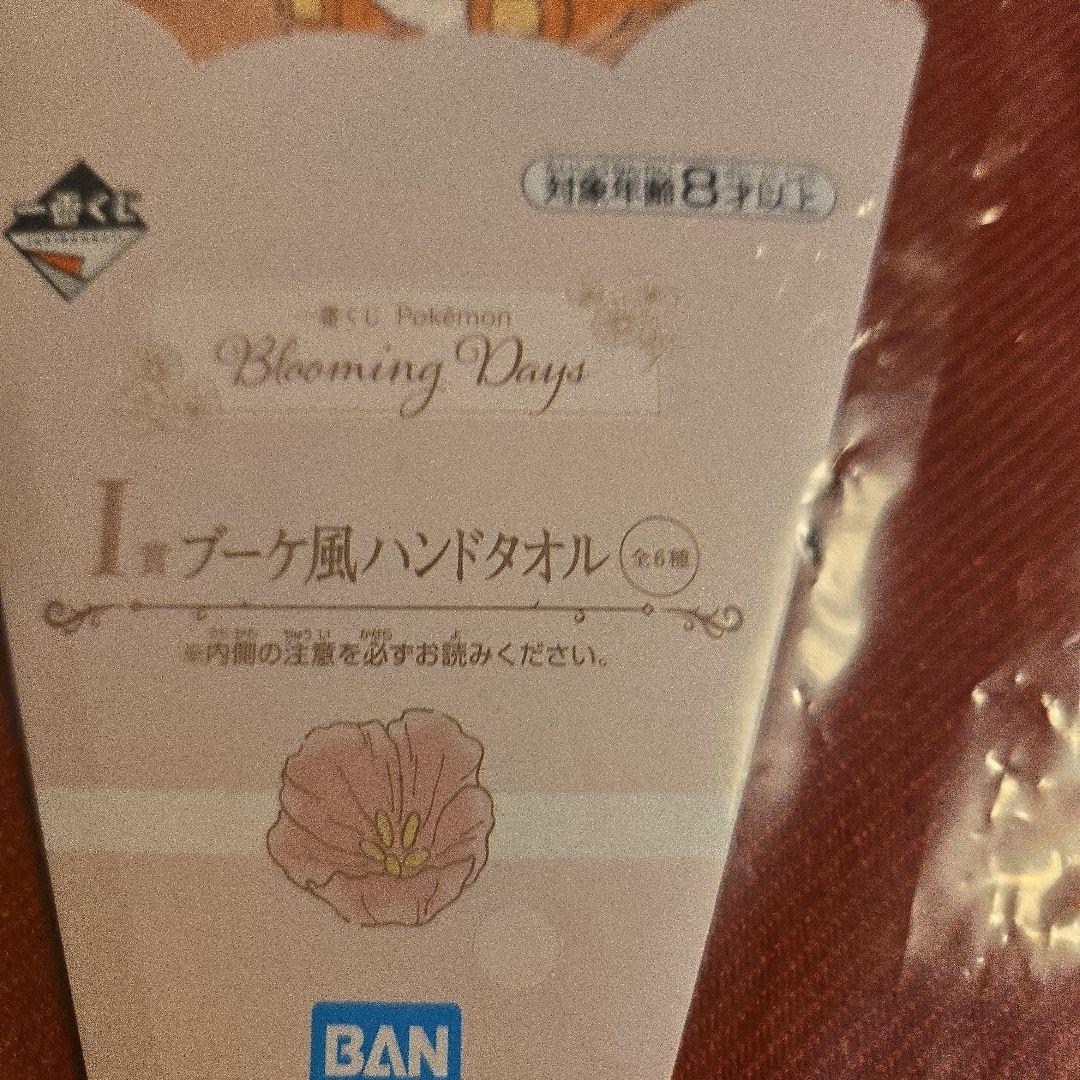 対象年齢8才以上
一番くじ
一番くじ Pokémon
Blooming Days
I賞 ブーケ風ハンドタオル 全6種
※内側の注意を必ずお読みください。
BAN